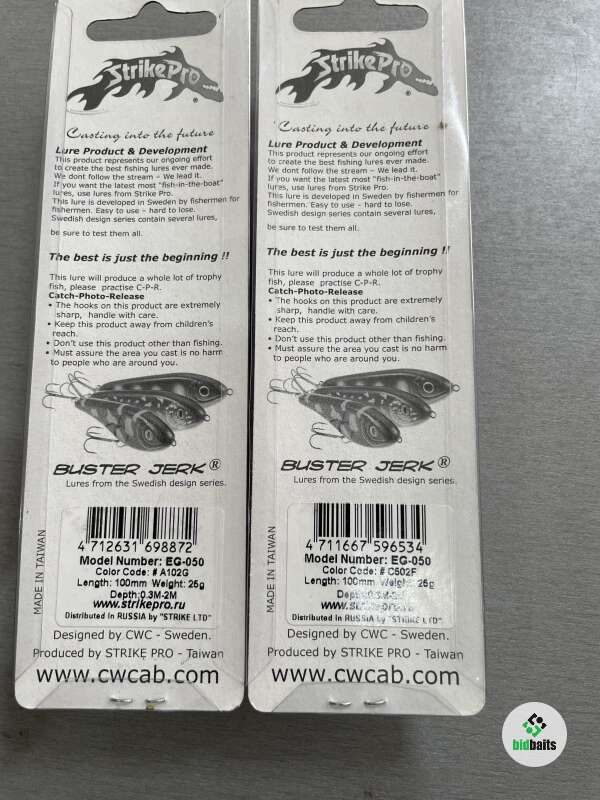 StrikePro
®
Casting into the future
Lure Product & Development
This product represents our ongoing effort
to create the best fishing lures ever made.
We dont follow the stream – We lead it.
If you want the latest most "fish-in-the-boat"
lures, use lures from Strike Pro.
This lure is developed in Sweden by fishermen for
fishermen. Easy to use – hard to lose.
Swedish design series contain several lures,
be sure to test them all.
The best is just the beginning !!
This lure will produce a whole lot of trophy
fish, please practise C-P-R.
Catch-Photo-Release
• The hooks on this product are extremely
sharp, handle with care.
• Keep this product away from children's
reach.
• Don't use this product other than fishing.
• Must assure the area you cast is no harm
to people who are around you.
BUSTER JERK®
Lures from the Swedish design series.
MADE IN TAIWAN
4 712631 698872
Model Number: EG-050
Color Code: # A102G
Length: 100mm Weight: 25g
Depth:0.3M-2M
www.strikepro.ru
Distributed in RUSSIA by "STRIKE LTD"
Designed by CWC - Sweden.
Produced by STRIKE PRO - Taiwan
www.cwcab.com
StrikePro
®
Casting into the future
Lure Product & Development
This product represents our ongoing effort
to create the best fishing lures ever made.
We dont follow the stream – We lead it.
If you want the latest most "fish-in-the-boat"
lures, use lures from Strike Pro.
This lure is developed in Sweden by fishermen for
fishermen. Easy to use – hard to lose.
Swedish design series contain several lures,
be sure to test them all.
The best is just the beginning !!
This lure will produce a whole lot of trophy
fish, please practise C-P-R.
Catch-Photo-Release
• The hooks on this product are extremely
sharp, handle with care.
• Keep this product away from children's
reach.
• Don't use this product other than fishing.
• Must assure the area you cast is no harm
to people who are around you.
BUSTER JERK®
Lures from the Swedish design series.
MADE IN TAIWAN
4 711667 596534
Model Number: EG-050
Color Code: # C502F
Length: 100mm Weight: 25g
Distributed in RUSSIA by "STRIKE LTD"
Designed by CWC - Sweden.
Produced by STRIKE PRO - Taiwan
www.cwcab.com
bidbaits